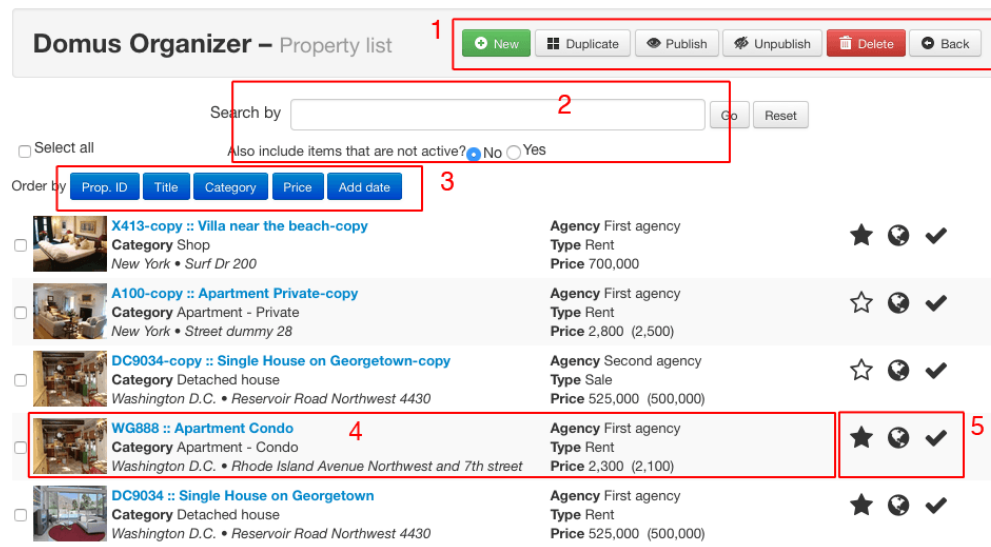 1
Domus Organizer – Property list
New Duplicate Publish Unpublish Delete Back
Search by 2 Go Reset
Select all Also include items that are not active? No Yes
Order by Prop. ID Title Category Price Add date 3
X413-copy :: Villa near the beach-copy Agency First agency
Category Shop Type Rent
New York • Surf Dr 200 Price 700,000
A100-copy :: Apartment Private-copy Agency First agency
Category Apartment - Private Type Rent
New York • Street dummy 28 Price 2,800 (2,500)
DC9034-copy :: Single House on Georgetown-copy Agency Second agency
Category Detached house Type Sale
Washington D.C. • Reservoir Road Northwest 4430 Price 525,000 (500,000)
WG888 :: Apartment Condo 4 Agency First agency 5
Category Apartment - Condo Type Rent
Washington D.C. • Rhode Island Avenue Northwest and 7th street Price 2,300 (2,100)
DC9034 :: Single House on Georgetown Agency First agency
Category Detached house Type Rent
Washington D.C. • Reservoir Road Northwest 4430 Price 525,000 (500,000)